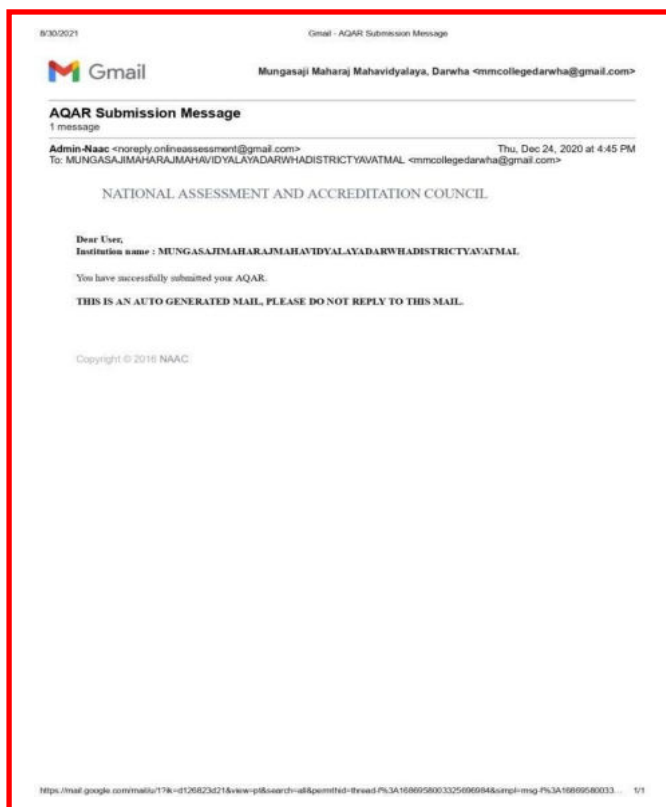 8/30/2021 Gmail - AQAR Submission Message
Gmail Mungasaji Maharaj Mahavidyalaya, Darwha <mmcollegedarwha@gmail.com>
AQAR Submission Message
1 message
Admin-Naac <noreply.onlineassessment@gmail.com> Thu, Dec 24, 2020 at 4:45 PM
To: MUNGASAJIMAHARAJMAHAVIDYALAYADARWHADISTRICTYAVATMAL <mmcollegedarwha@gmail.com>
NATIONAL ASSESSMENT AND ACCREDITATION COUNCIL
Dear User,
Institution name : MUNGASAJIMAHARAJMAHAVIDYALAYADARWHADISTRICTYAVATMAL
You have successfully submitted your AQAR.
THIS IS AN AUTO GENERATED MAIL, PLEASE DO NOT REPLY TO THIS MAIL.
Copyright © 2016 NAAC
1/1